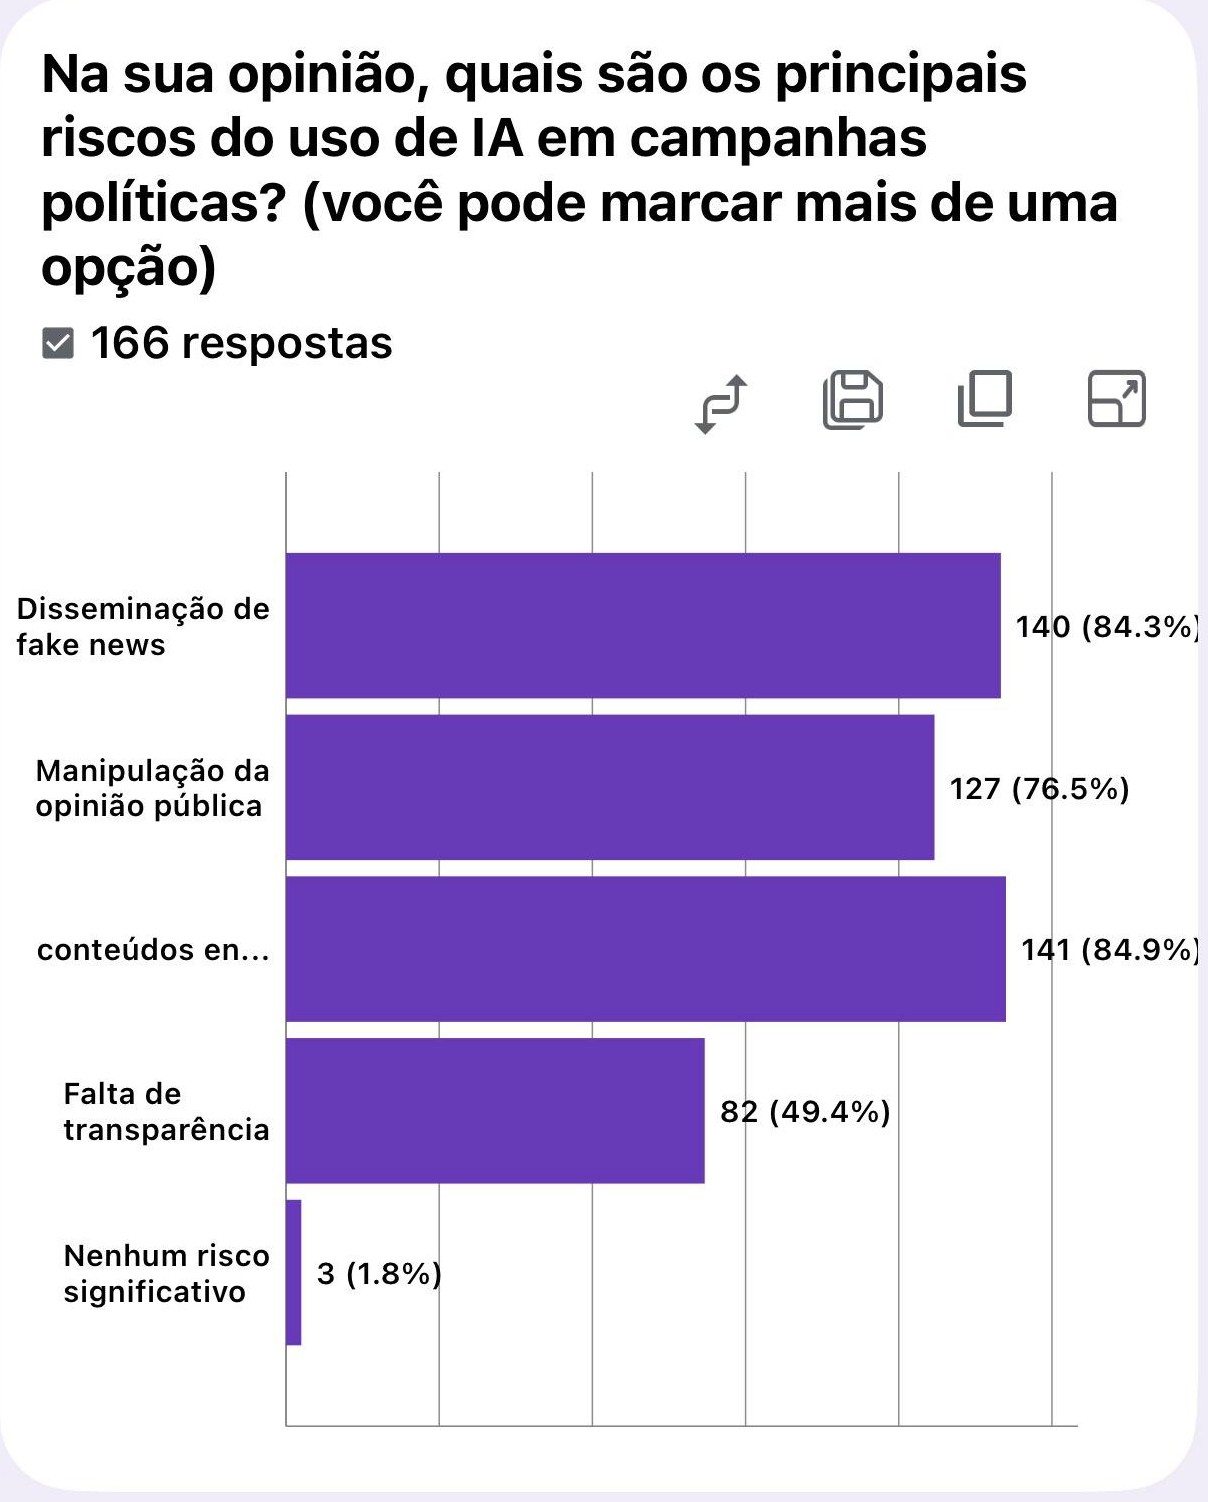 Na sua opinião, quais são os principais
riscos do uso de IA em campanhas
políticas? (você pode marcar mais de uma
opção)
166 respostas
Disseminação de
fake news
140 (84.3%)
Manipulação da
opinião pública
127 (76.5%)
conteúdos en...
141 (84.9%)
Falta de
transparência
82 (49.4%)
Nenhum risco
significativo
3 (1.8%)